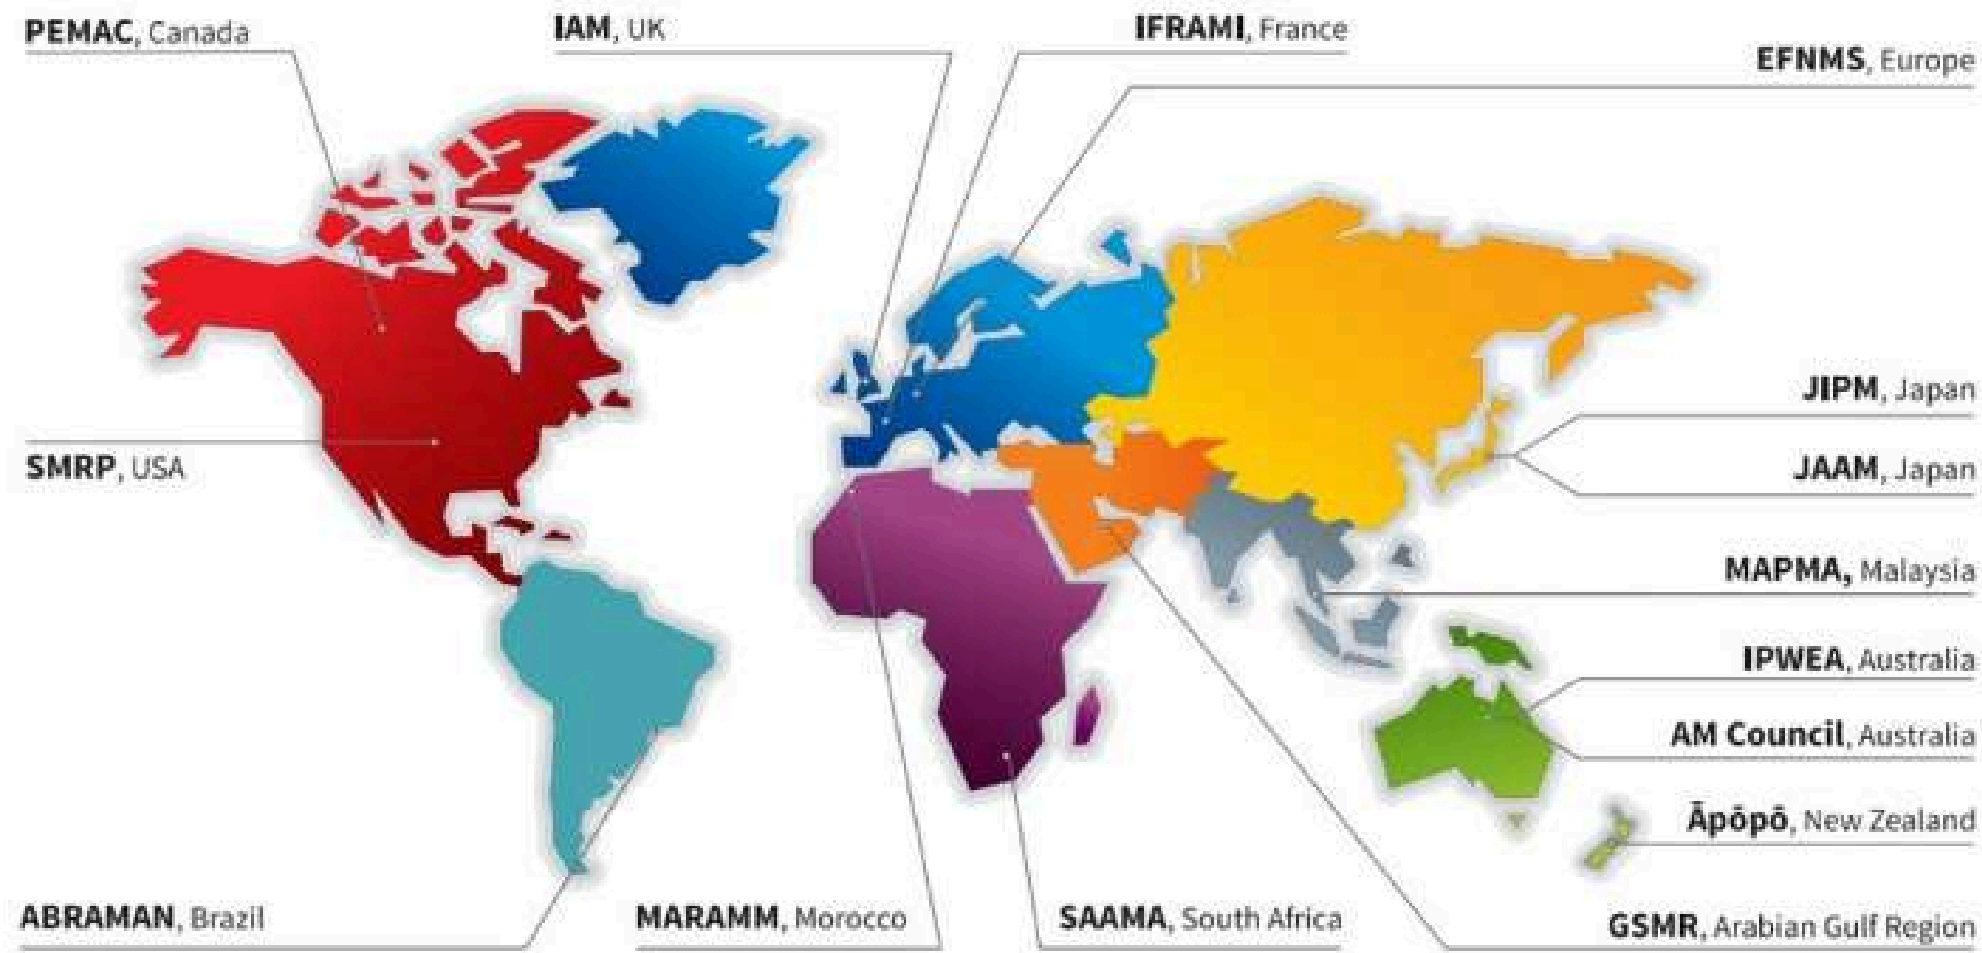 PEMAC, Canada
IAM, UK
IFRAMI, France
EFNMS, Europe
JIPM, Japan
SMRP, USA
JAAM, Japan
MAPMA, Malaysia
IPWEA, Australia
AM Council, Australia
Āpōpō, New Zealand
ABRAMAN, Brazil
MARAMM, Morocco
SAAMA, South Africa
GSMR, Arabian Gulf Region